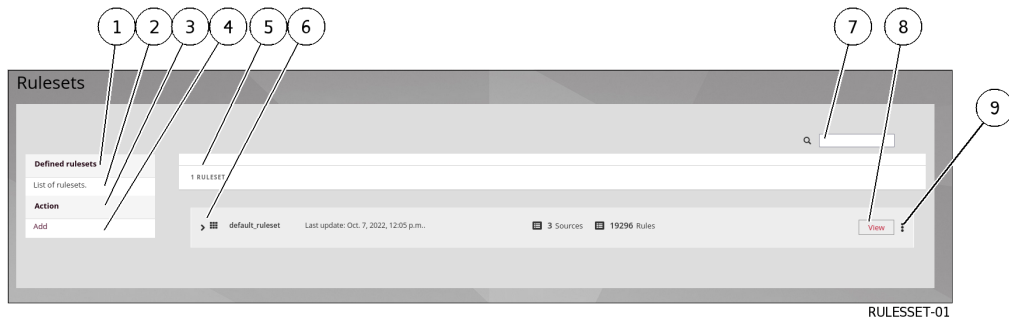 1 2 3 4 5 6 7 8
9
Rulesets
Defined rulesets
List of rulesets.
Action
Add
1 RULESET
default_ruleset Last update: Oct. 7, 2022, 12:05 p.m.. 3 Sources 19296 Rules View
RULESSET-01